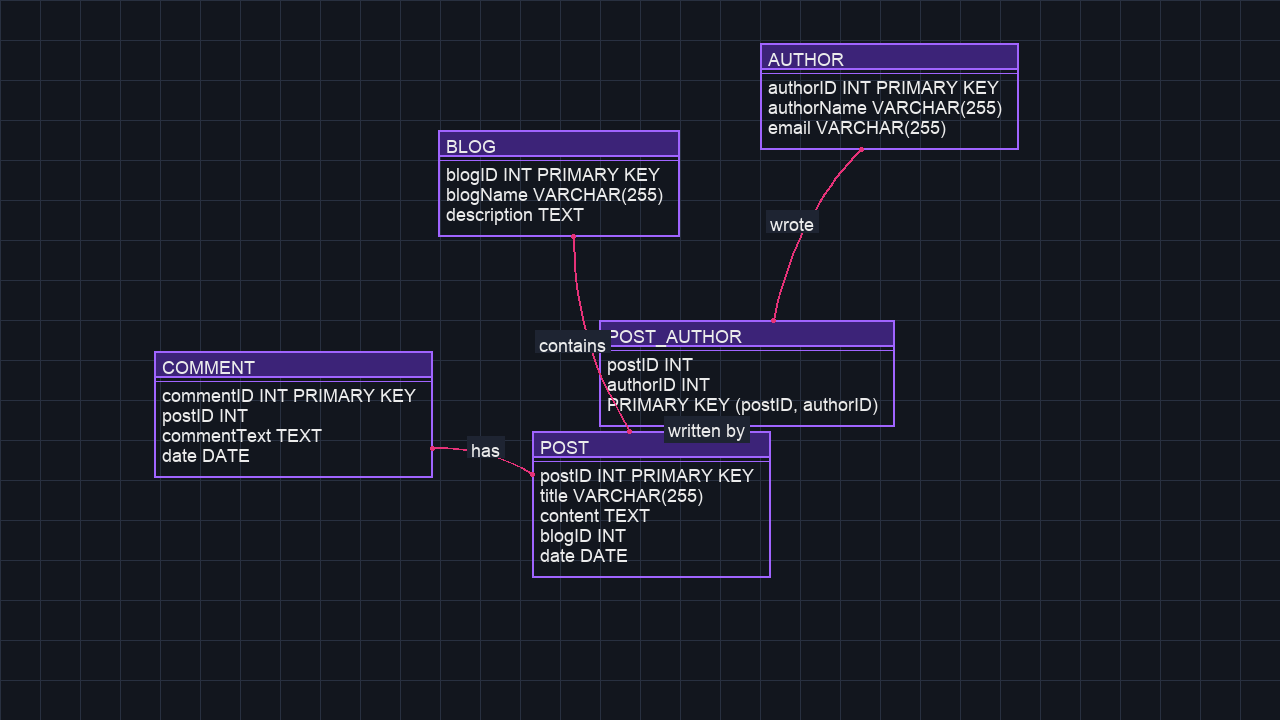 AUTHOR
authorID INT PRIMARY KEY
authorName VARCHAR(255)
email VARCHAR(255)
BLOG
blogID INT PRIMARY KEY
blogName VARCHAR(255)
description TEXT
wrote
contains
POST_AUTHOR
postID INT
authorID INT
PRIMARY KEY (postID, authorID)
COMMENT
commentID INT PRIMARY KEY
postID INT
commentText TEXT
date DATE
has
written by
POST
postID INT PRIMARY KEY
title VARCHAR(255)
content TEXT
blogID INT
date DATE